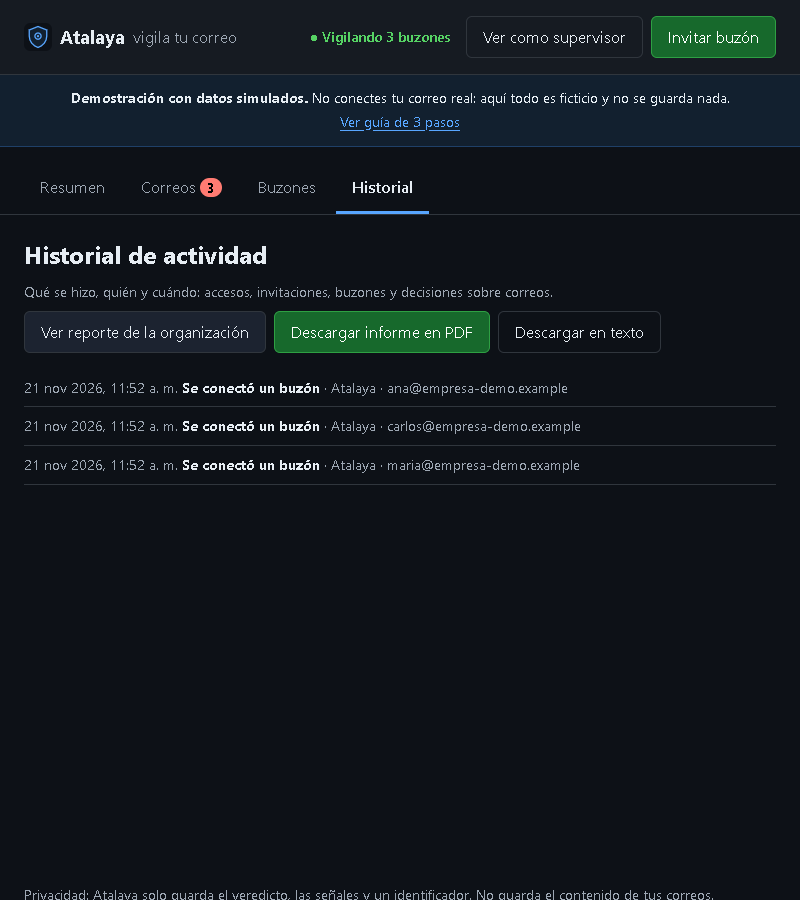 Atalaya vigila tu correo
● Vigilando 3 buzones
Ver como supervisor
Invitar buzón
Demostración con datos simulados. No conectes tu correo real: aquí todo es ficticio y no se guarda nada.
Ver guía de 3 pasos
Resumen
Correos 3
Buzones
Historial
Historial de actividad
Qué se hizo, quién y cuándo: accesos, invitaciones, buzones y decisiones sobre correos.
Ver reporte de la organización
Descargar informe en PDF
Descargar en texto
21 nov 2026, 11:52 a. m. Se conectó un buzón · Atalaya · ana@empresa-demo.example
21 nov 2026, 11:52 a. m. Se conectó un buzón · Atalaya · carlos@empresa-demo.example
21 nov 2026, 11:52 a. m. Se conectó un buzón · Atalaya · maria@empresa-demo.example
Privacidad: Atalaya solo guarda el veredicto, las señales y un identificador. No guarda el contenido de tus correos.